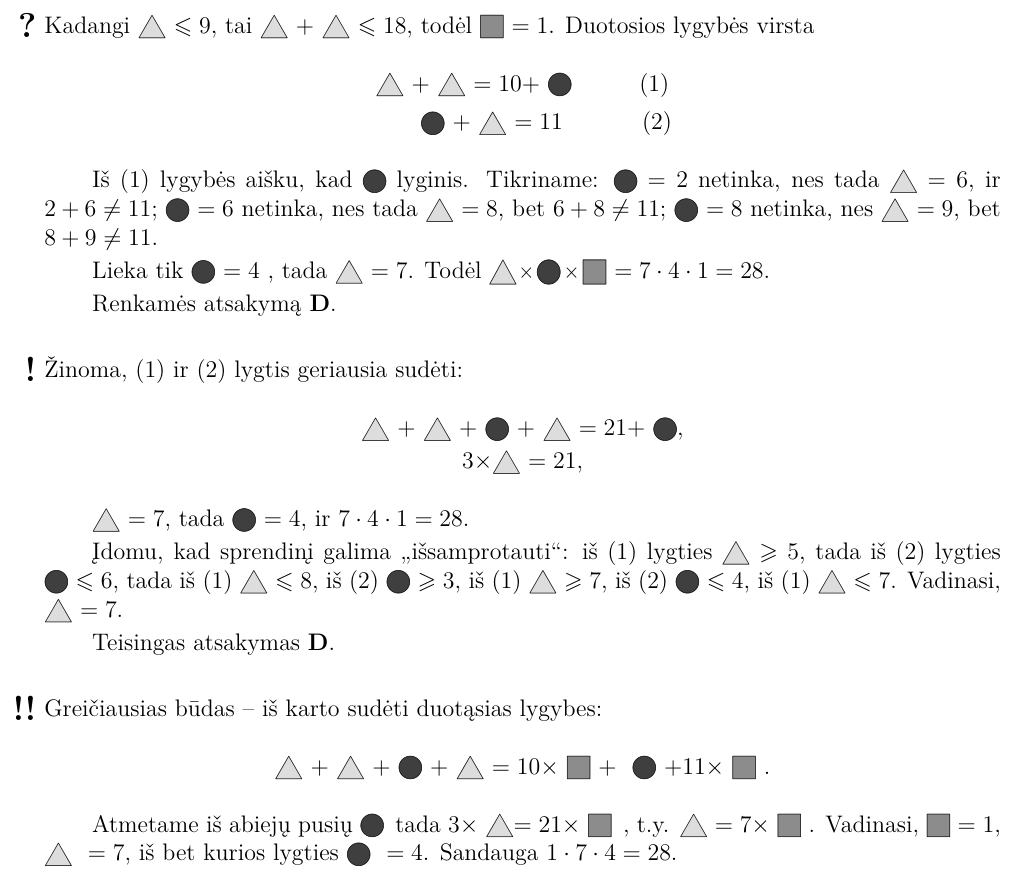 ? Kadangi △ ⩽ 9, tai △ + △ ⩽ 18, todėl ■ = 1. Duotosios lygybės virsta
△ + △ = 10+ ● (1)
● + △ = 11 (2)
Iš (1) lygybės aišku, kad ● lyginis. Tikriname: ● = 2 netinka, nes tada △ = 6, ir
2 + 6 ≠ 11; ● = 6 netinka, nes tada △ = 8, bet 6 + 8 ≠ 11; ● = 8 netinka, nes △ = 9, bet
8 + 9 ≠ 11.
Lieka tik ● = 4 , tada △ = 7. Todėl △×●×■ = 7 · 4 · 1 = 28.
Renkamės atsakymą D.
! Žinoma, (1) ir (2) lygtis geriausia sudėti:
△ + △ + ● + △ = 21+ ●,
3×△ = 21,
△ = 7, tada ● = 4, ir 7 · 4 · 1 = 28.
Įdomu, kad sprendinį galima „išsamprotauti“: iš (1) lygties △ ⩾ 5, tada iš (2) lygties
● ⩽ 6, tada iš (1) △ ⩽ 8, iš (2) ● ⩾ 3, iš (1) △ ⩾ 7, iš (2) ● ⩽ 4, iš (1) △ ⩽ 7. Vadinasi,
△ = 7.
Teisingas atsakymas D.
!! Greičiausias būdas – iš karto sudėti duotąsias lygybes:
△ + △ + ● + △ = 10× ■ + ● +11× ■ .
Atmetame iš abiejų pusių ● tada 3× △= 21× ■ , t.y. △ = 7× ■ . Vadinasi, ■ = 1,
△ = 7, iš bet kurios lygties ● = 4. Sandauga 1 · 7 · 4 = 28.